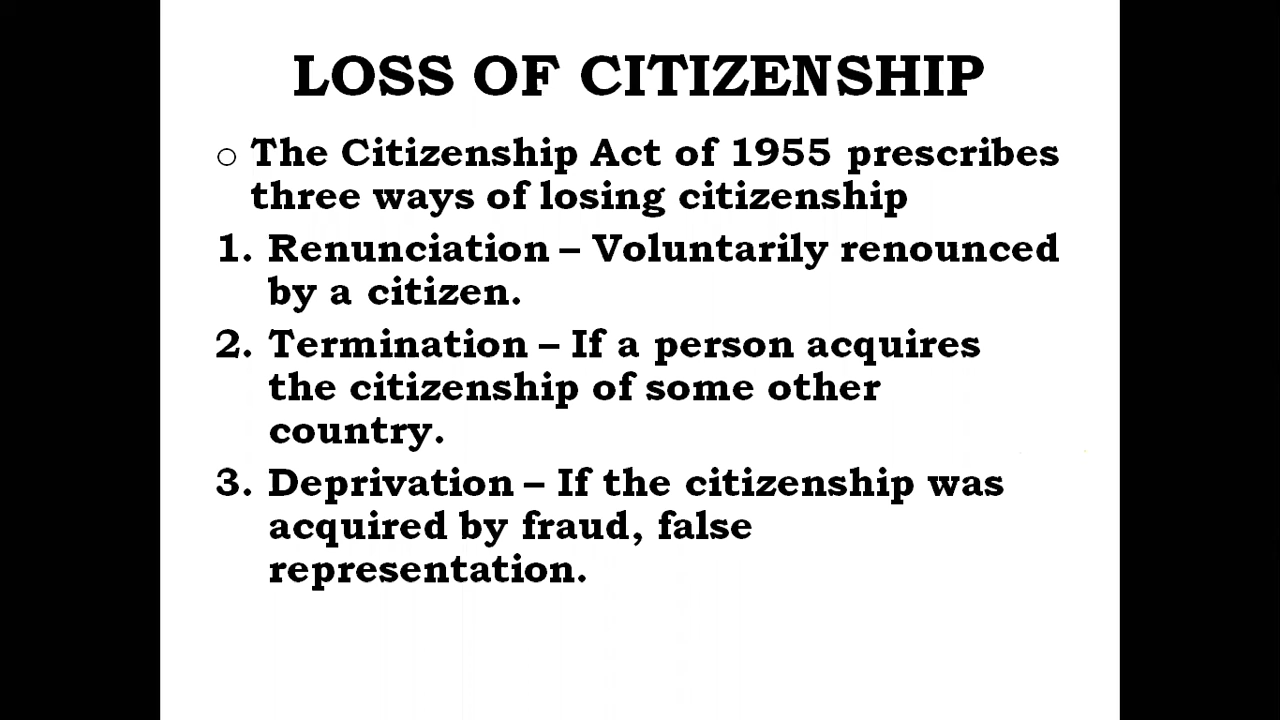 LOSS OF CITIZENSHIP
○ The Citizenship Act of 1955 prescribes
three ways of losing citizenship
1. Renunciation – Voluntarily renounced
by a citizen.
2. Termination – If a person acquires
the citizenship of some other
country.
3. Deprivation – If the citizenship was
acquired by fraud, false
representation.